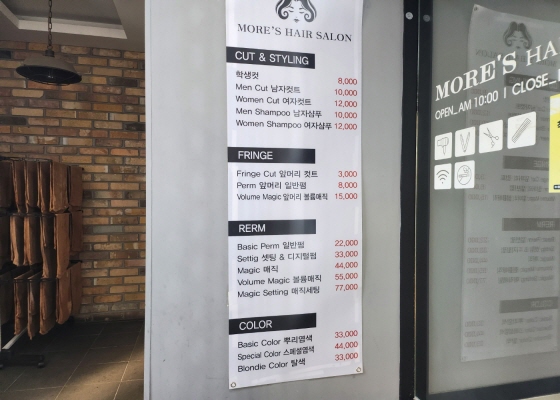 MORE'S HAIR SALON
CUT & STYLING
학생컷 8,000
Men Cut 남자컷트 10,000
Women Cut 여자컷트 12,000
Men Shampoo 남자샴푸 10,000
Women Shampoo 여자샴푸 12,000
FRINGE
Fringe Cut 앞머리 컷트 3,000
Perm 앞머리 일반펌 8,000
Volume Magic 앞머리 볼륨매직 15,000
RERM
Basic Perm 일반펌 22,000
Settig 셋팅 & 디지털펌 33,000
Magic 매직 44,000
Volume Magic 볼륨매직 55,000
Magic Setting 매직세팅 77,000
COLOR
Basic Color 뿌리염색 33,000
Special Color 스페셜염색 44,000
Blondie Color 탈색 33,000
MORE'S HA
OPEN_AM 10:00 | CLOSE_